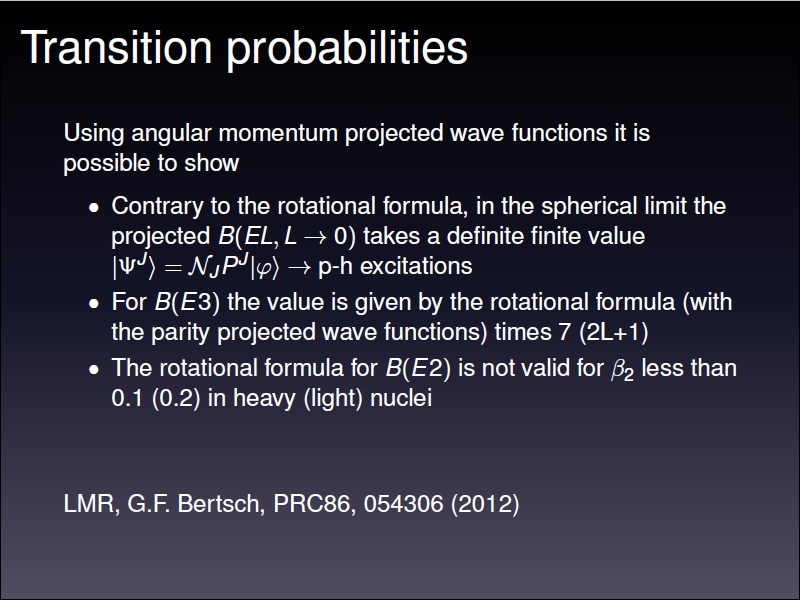 Transition probabilities
Using angular momentum projected wave functions it is
possible to show
• Contrary to the rotational formula, in the spherical limit the
projected B(EL, L → 0) takes a definite finite value
|Ψᴶ⟩ = 𝒩_J Pᴶ|φ⟩ → p-h excitations
• For B(E3) the value is given by the rotational formula (with
the parity projected wave functions) times 7 (2L+1)
• The rotational formula for B(E2) is not valid for β₂ less than
0.1 (0.2) in heavy (light) nuclei
LMR, G.F. Bertsch, PRC86, 054306 (2012)